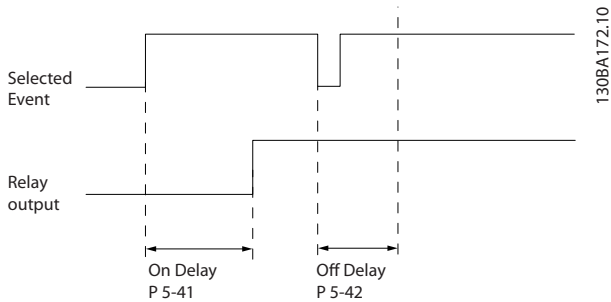 130BA172.10
Selected
Event
Relay
output
On Delay
P 5-41
Off Delay
P 5-42